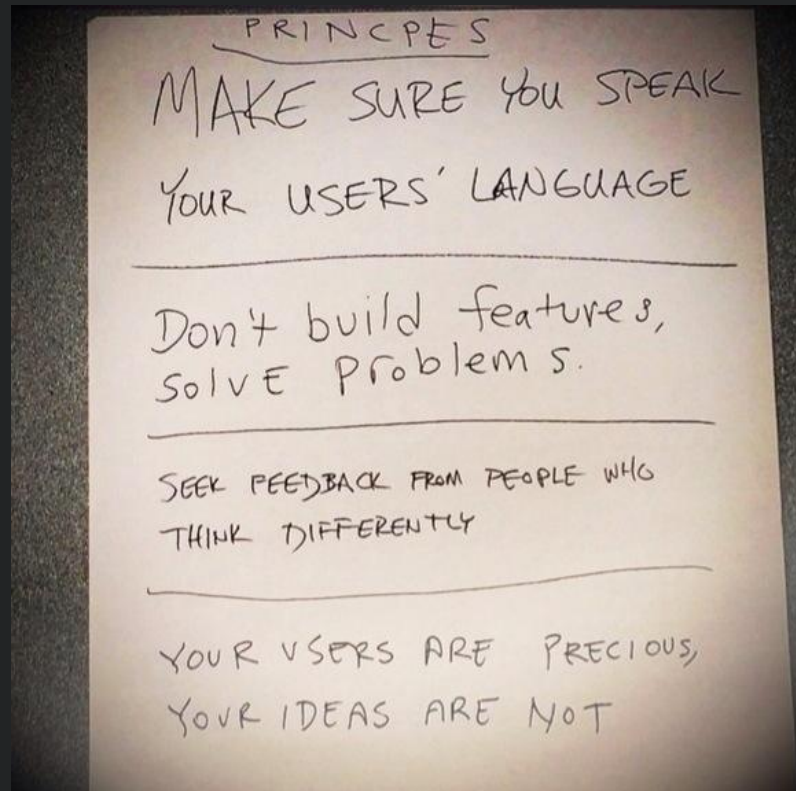 PRINCPES
MAKE SURE YOU SPEAK
YOUR USERS' LANGUAGE
Don't build features,
SolvE Problems.
SEEK FEEDBACK FROM PEOPLE WHO
THINK DIFFERENTLY
YOUR USERS ARE PRECIOUS,
YOUR IDEAS ARE NOT